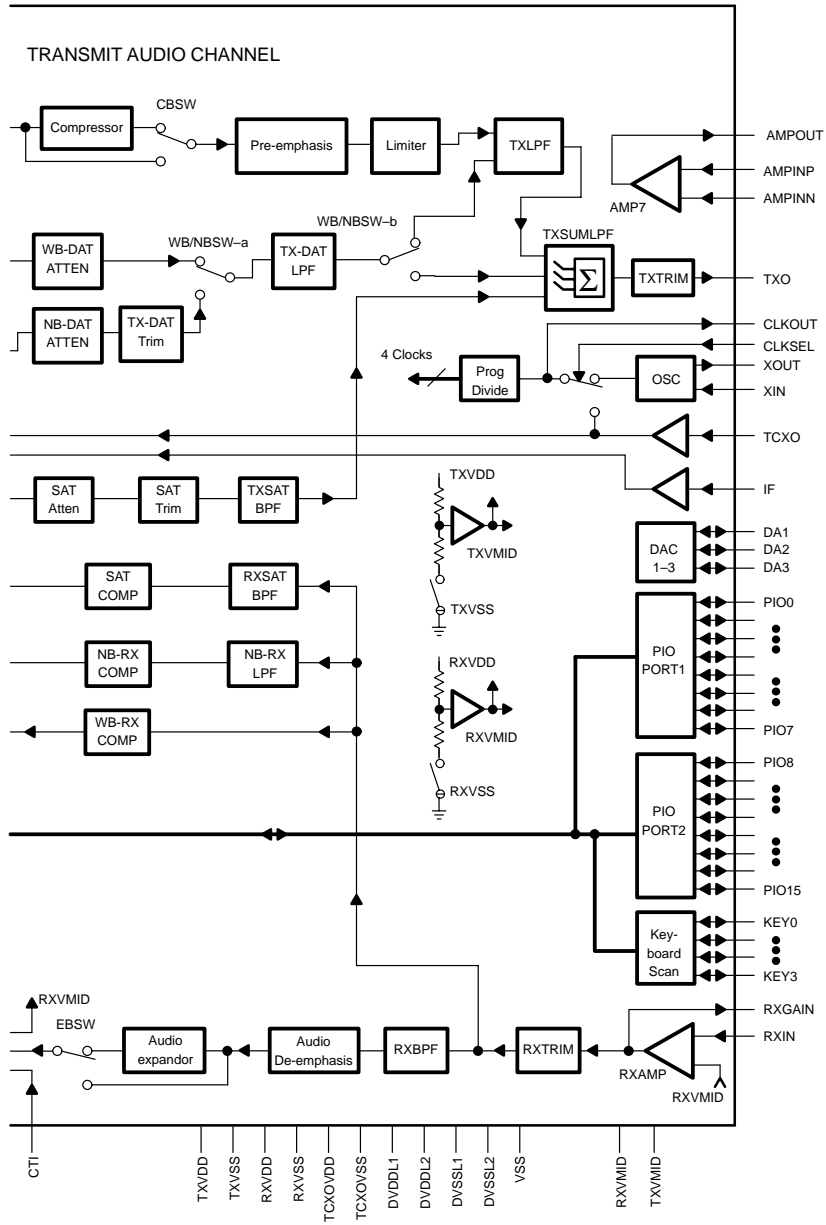 TRANSMIT AUDIO CHANNEL
Compressor
CBSW
Pre-emphasis
Limiter
TXLPF
AMPOUT
AMPINP
AMPINN
AMP7
WB-DAT
ATTEN
WB/NBSW–a
TX-DAT
LPF
WB/NBSW–b
TXSUMLPF
Σ
TXTRIM
TXO
NB-DAT
ATTEN
TX-DAT
Trim
4 Clocks
Prog
Divide
OSC
CLKOUT
CLKSEL
XOUT
XIN
TCXO
IF
SAT
Atten
SAT
Trim
TXSAT
BPF
TXVDD
TXVMID
TXVSS
DAC
1–3
DA1
DA2
DA3
SAT
COMP
RXSAT
BPF
NB-RX
COMP
NB-RX
LPF
WB-RX
COMP
RXVDD
RXVMID
RXVSS
PIO
PORT1
PIO0
PIO7
PIO
PORT2
PIO8
PIO15
Key-
board
Scan
KEY0
KEY3
RXVMID
EBSW
Audio
expandor
Audio
De-emphasis
RXBPF
RXTRIM
RXAMP
RXGAIN
RXIN
RXVMID
CTI
TXVDD
TXVSS
RXVDD
RXVSS
TCXOVDD
TCXOVSS
DVDDL1
DVDDL2
DVSSL1
DVSSL2
VSS
RXVMID
TXVMID